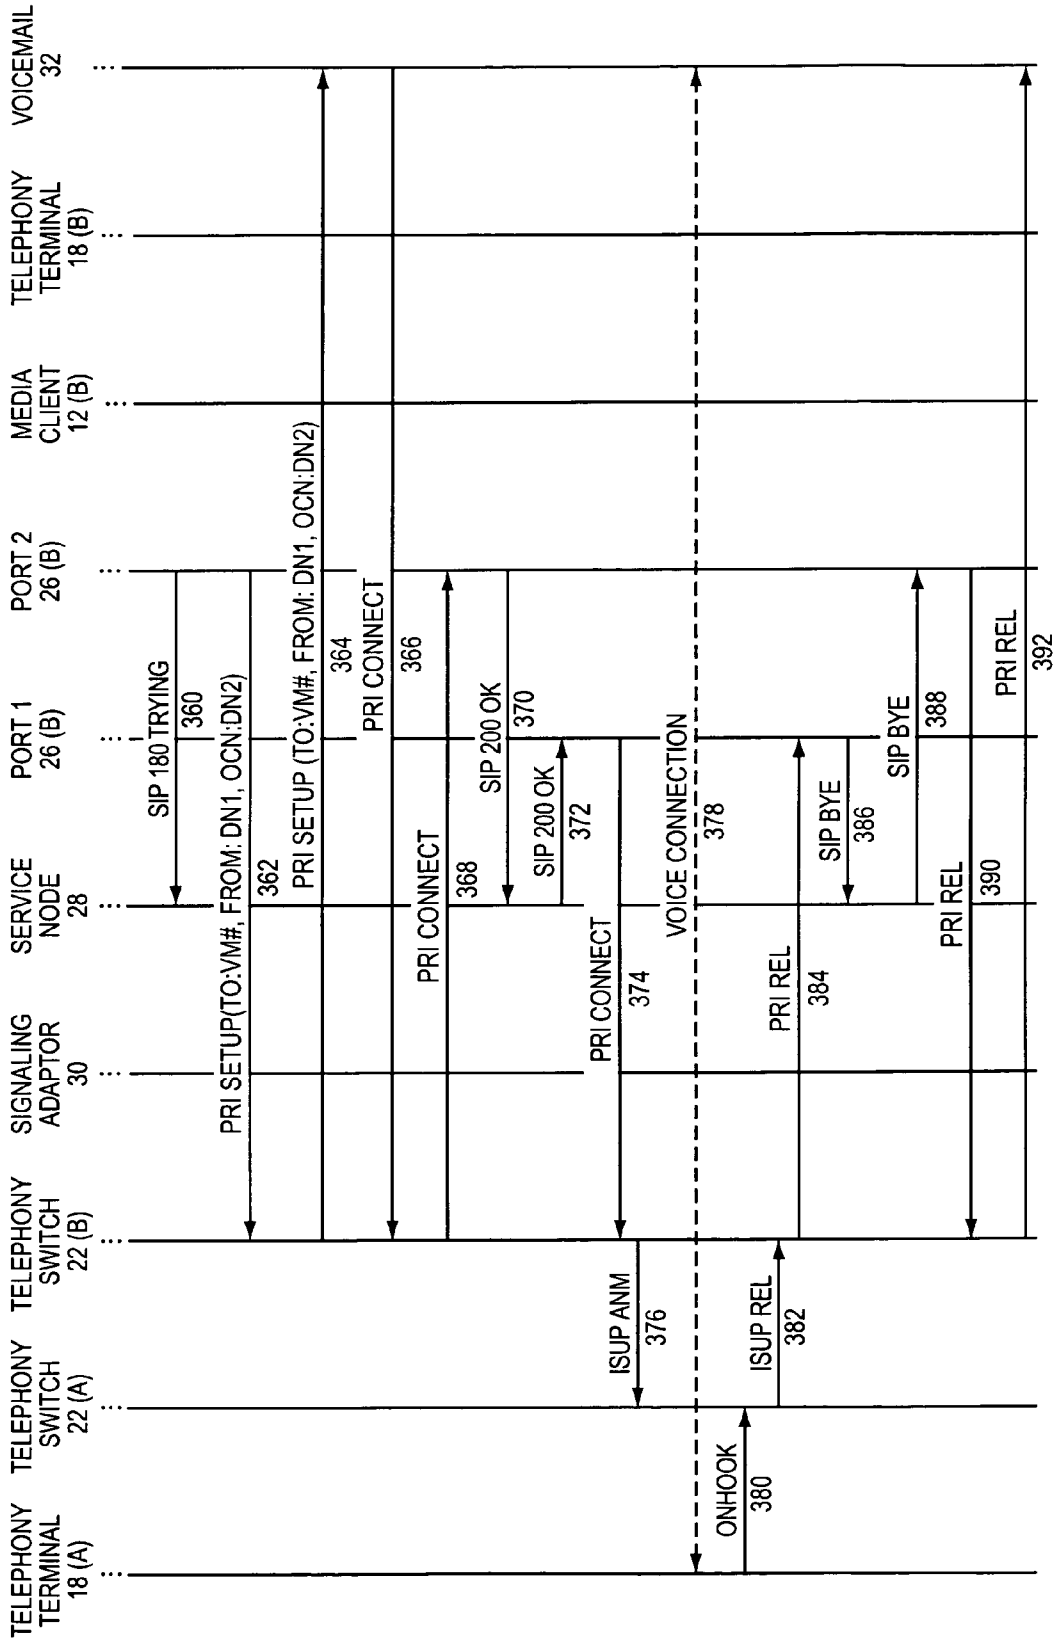 TELEPHONY
TERMINAL
18 (A)
TELEPHONY
SWITCH
22 (A)
TELEPHONY
SWITCH
22 (B)
SIGNALING
ADAPTOR
30
SERVICE
NODE
28
PORT 1
26 (B)
PORT 2
26 (B)
MEDIA
CLIENT
12 (B)
TELEPHONY
TERMINAL
18 (B)
VOICEMAIL
32
SIP 180 TRYING
360
PRI SETUP(TO:VM#, FROM: DN1, OCN:DN2)
362
PRI SETUP (TO:VM#, FROM: DN1, OCN:DN2)
364
PRI CONNECT
366
PRI CONNECT
368
SIP 200 OK
370
SIP 200 OK
372
PRI CONNECT
374
ISUP ANM
376
VOICE CONNECTION
378
ONHOOK
380
ISUP REL
382
PRI REL
384
SIP BYE
386
SIP BYE
388
PRI REL
390
PRI REL
392